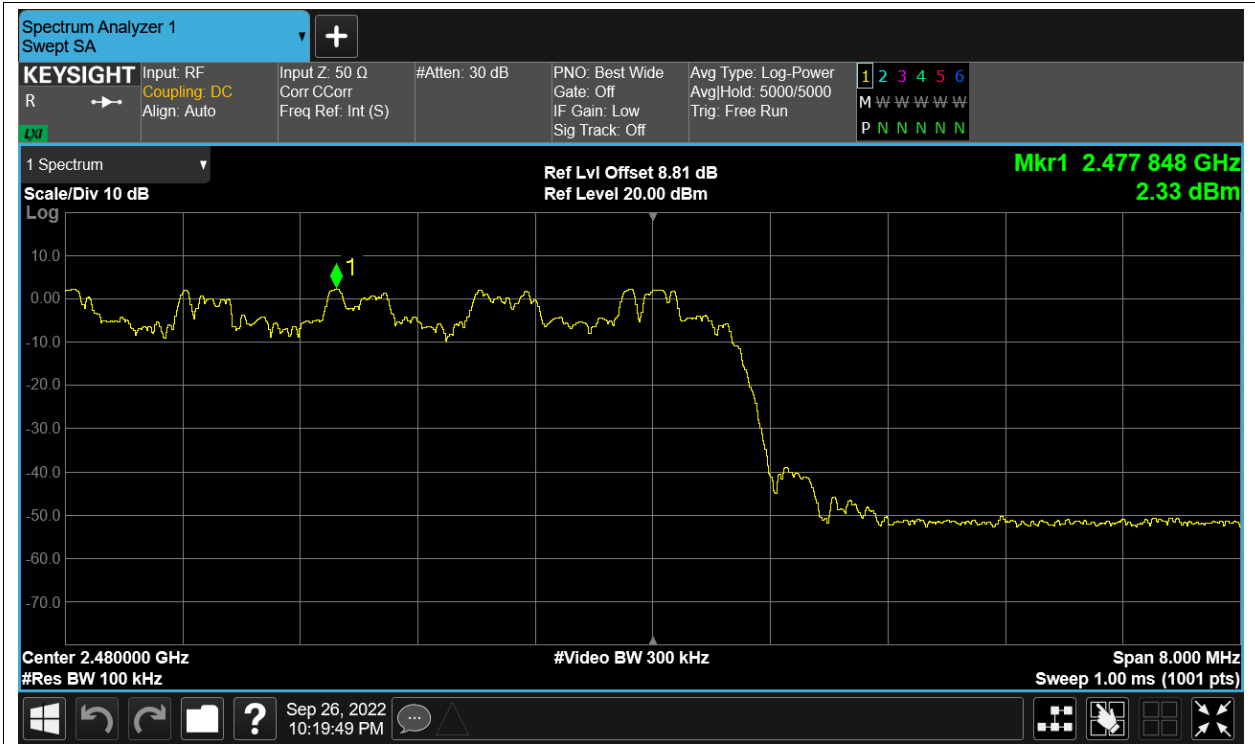 Spectrum Analyzer 1
Swept SA
KEYSIGHT
R
LXI
Input: RF
Coupling: DC
Align: Auto
Input Z: 50 Ω
Corr CCorr
Freq Ref: Int (S)
#Atten: 30 dB
PNO: Best Wide
Gate: Off
IF Gain: Low
Sig Track: Off
Avg Type: Log-Power
Avg|Hold: 5000/5000
Trig: Free Run
1 2 3 4 5 6
M W W W W W
P N N N N N
1 Spectrum
Scale/Div 10 dB
Log
Ref Lvl Offset 8.81 dB
Ref Level 20.00 dBm
Mkr1 2.477 848 GHz
2.33 dBm
1
10.0
0.00
-10.0
-20.0
-30.0
-40.0
-50.0
-60.0
-70.0
Center 2.480000 GHz
#Res BW 100 kHz
#Video BW 300 kHz
Span 8.000 MHz
Sweep 1.00 ms (1001 pts)
?
Sep 26, 2022
10:19:49 PM